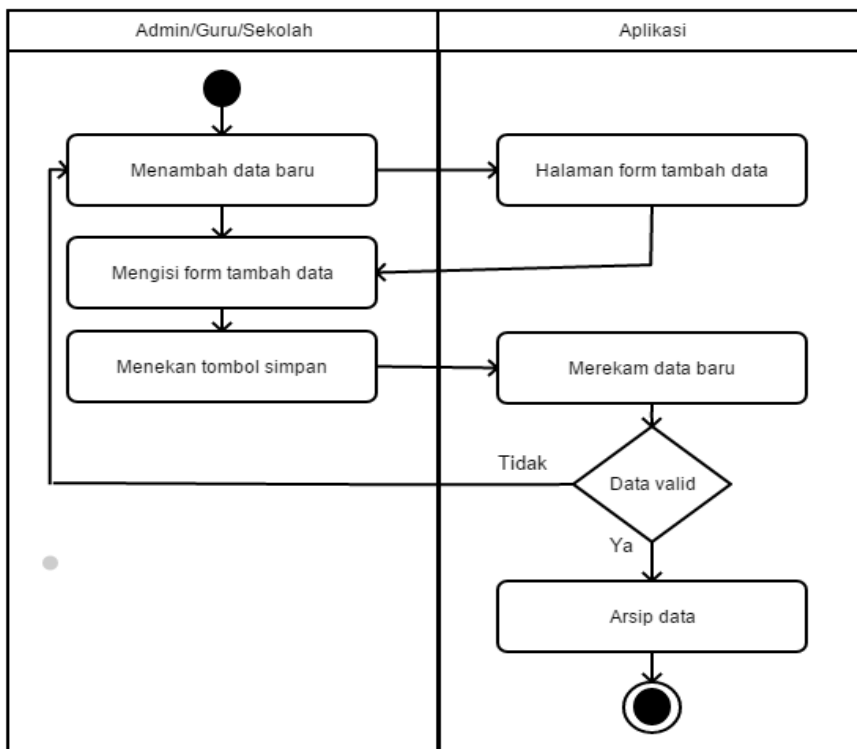 Admin/Guru/Sekolah
Aplikasi
Menambah data baru
Halaman form tambah data
Mengisi form tambah data
Menekan tombol simpan
Merekam data baru
Tidak
Data valid
Ya
Arsip data